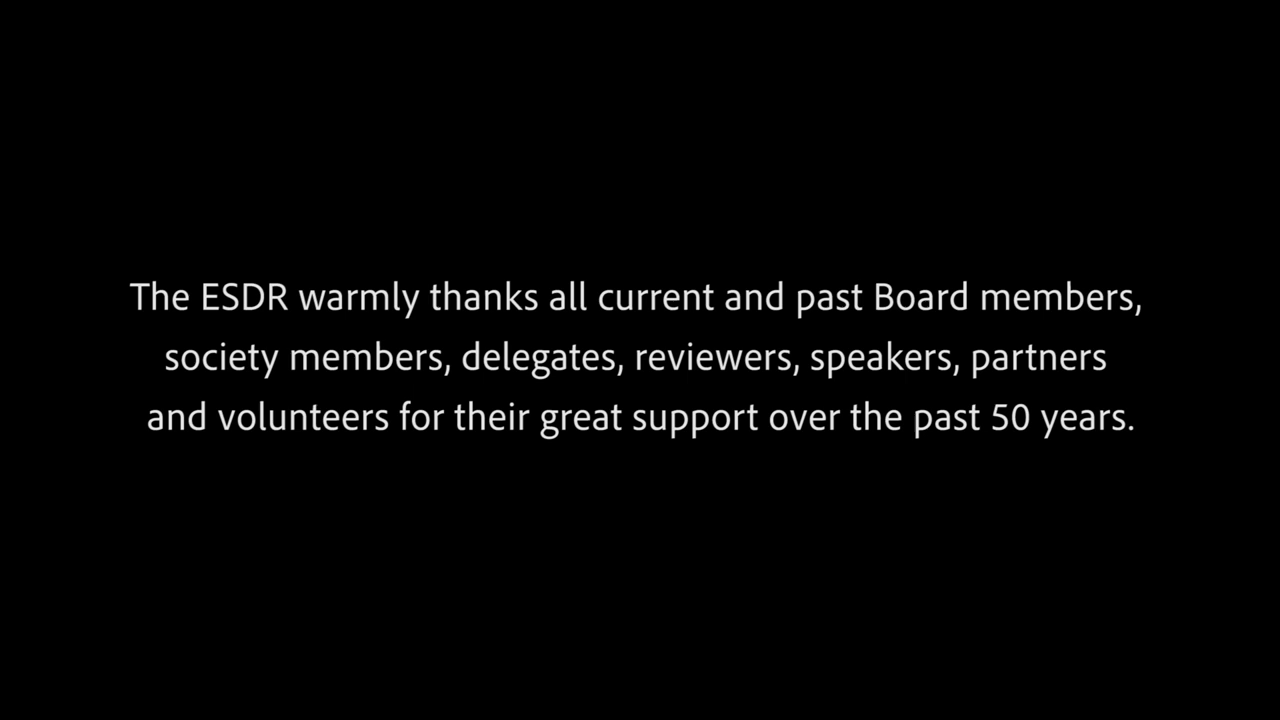 The ESDR warmly thanks all current and past Board members,
society members, delegates, reviewers, speakers, partners
and volunteers for their great support over the past 50 years.